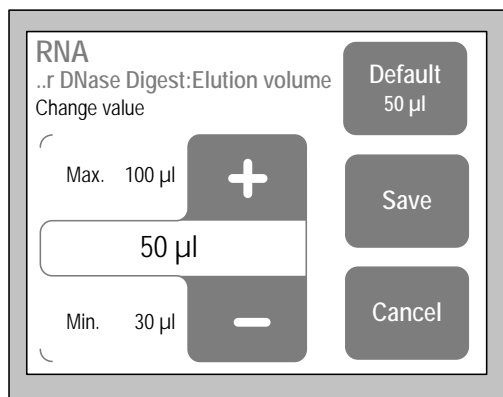 RNA
..r DNase Digest:Elution volume
Change value
Default
50 µl
Max. 100 µl
+
50 µl
Save
Min. 30 µl
–
Cancel